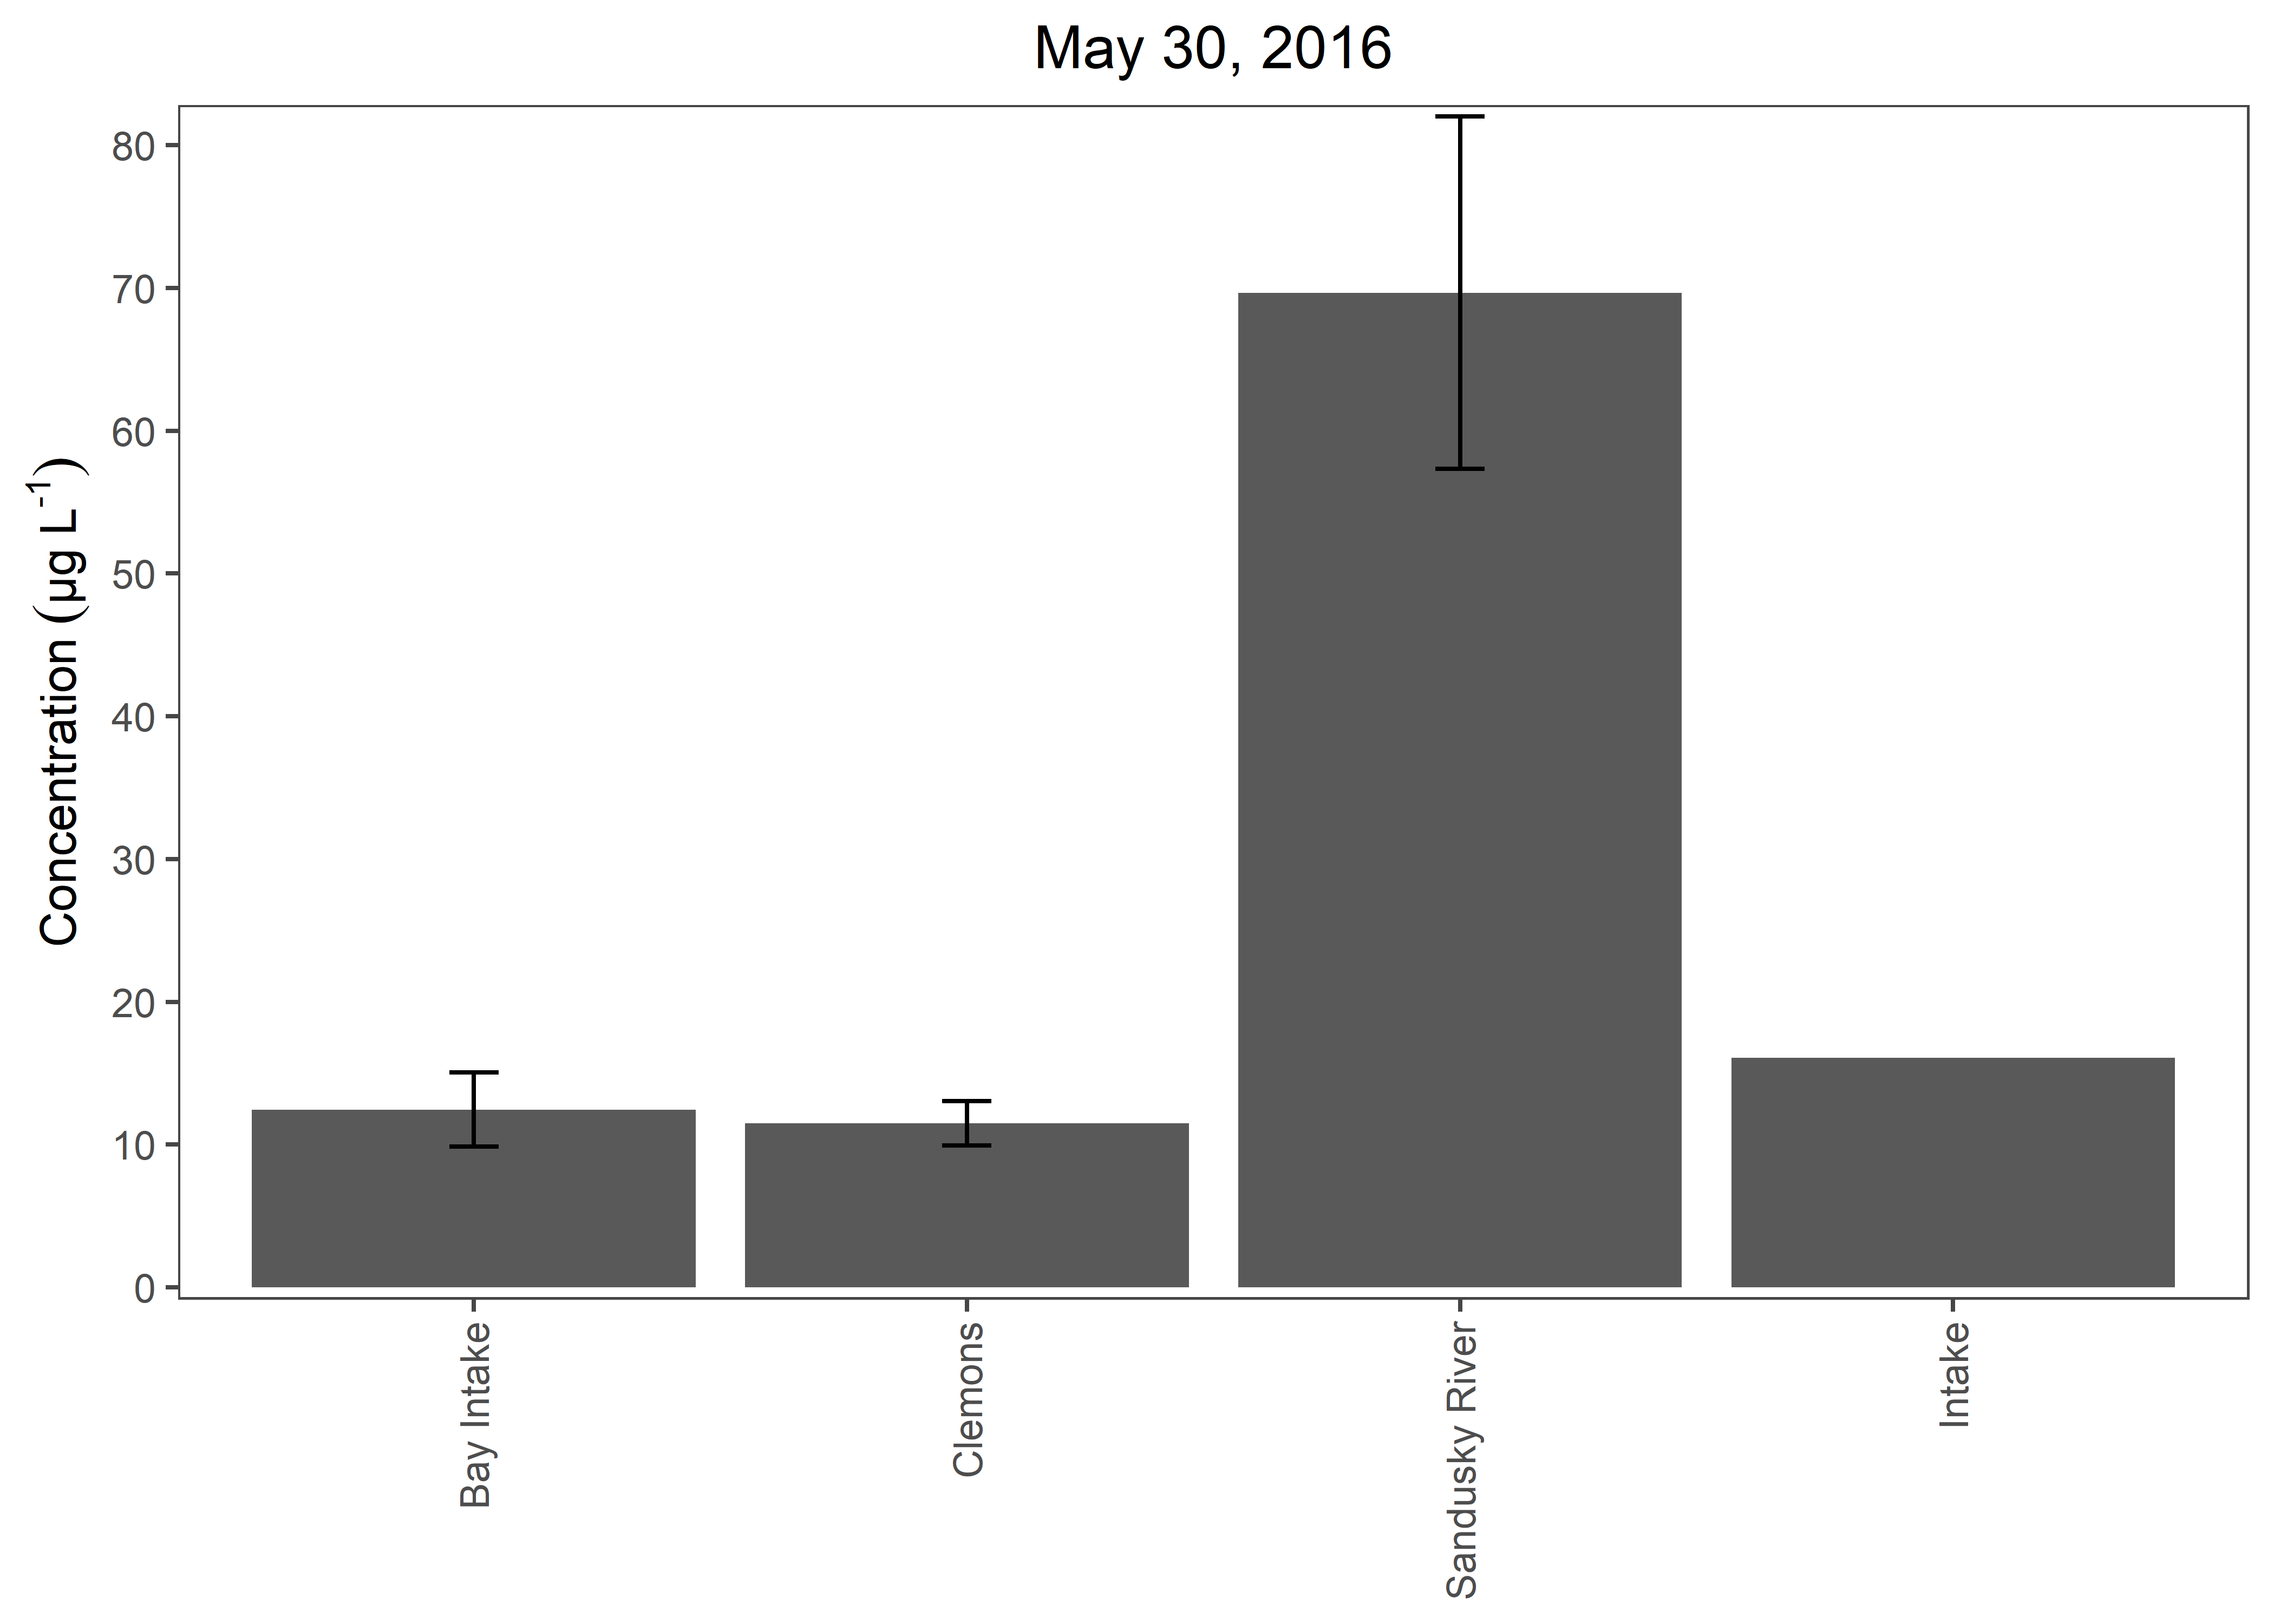 May 30, 2016
Concentration (µg L⁻¹)
80
70
60
50
40
30
20
10
0
Bay Intake
Clemons
Sandusky River
Intake